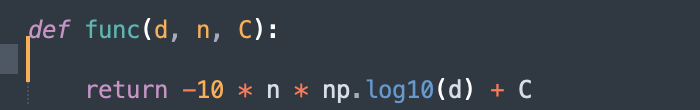 def func(d, n, C):
    return -10 * n * np.log10(d) + C